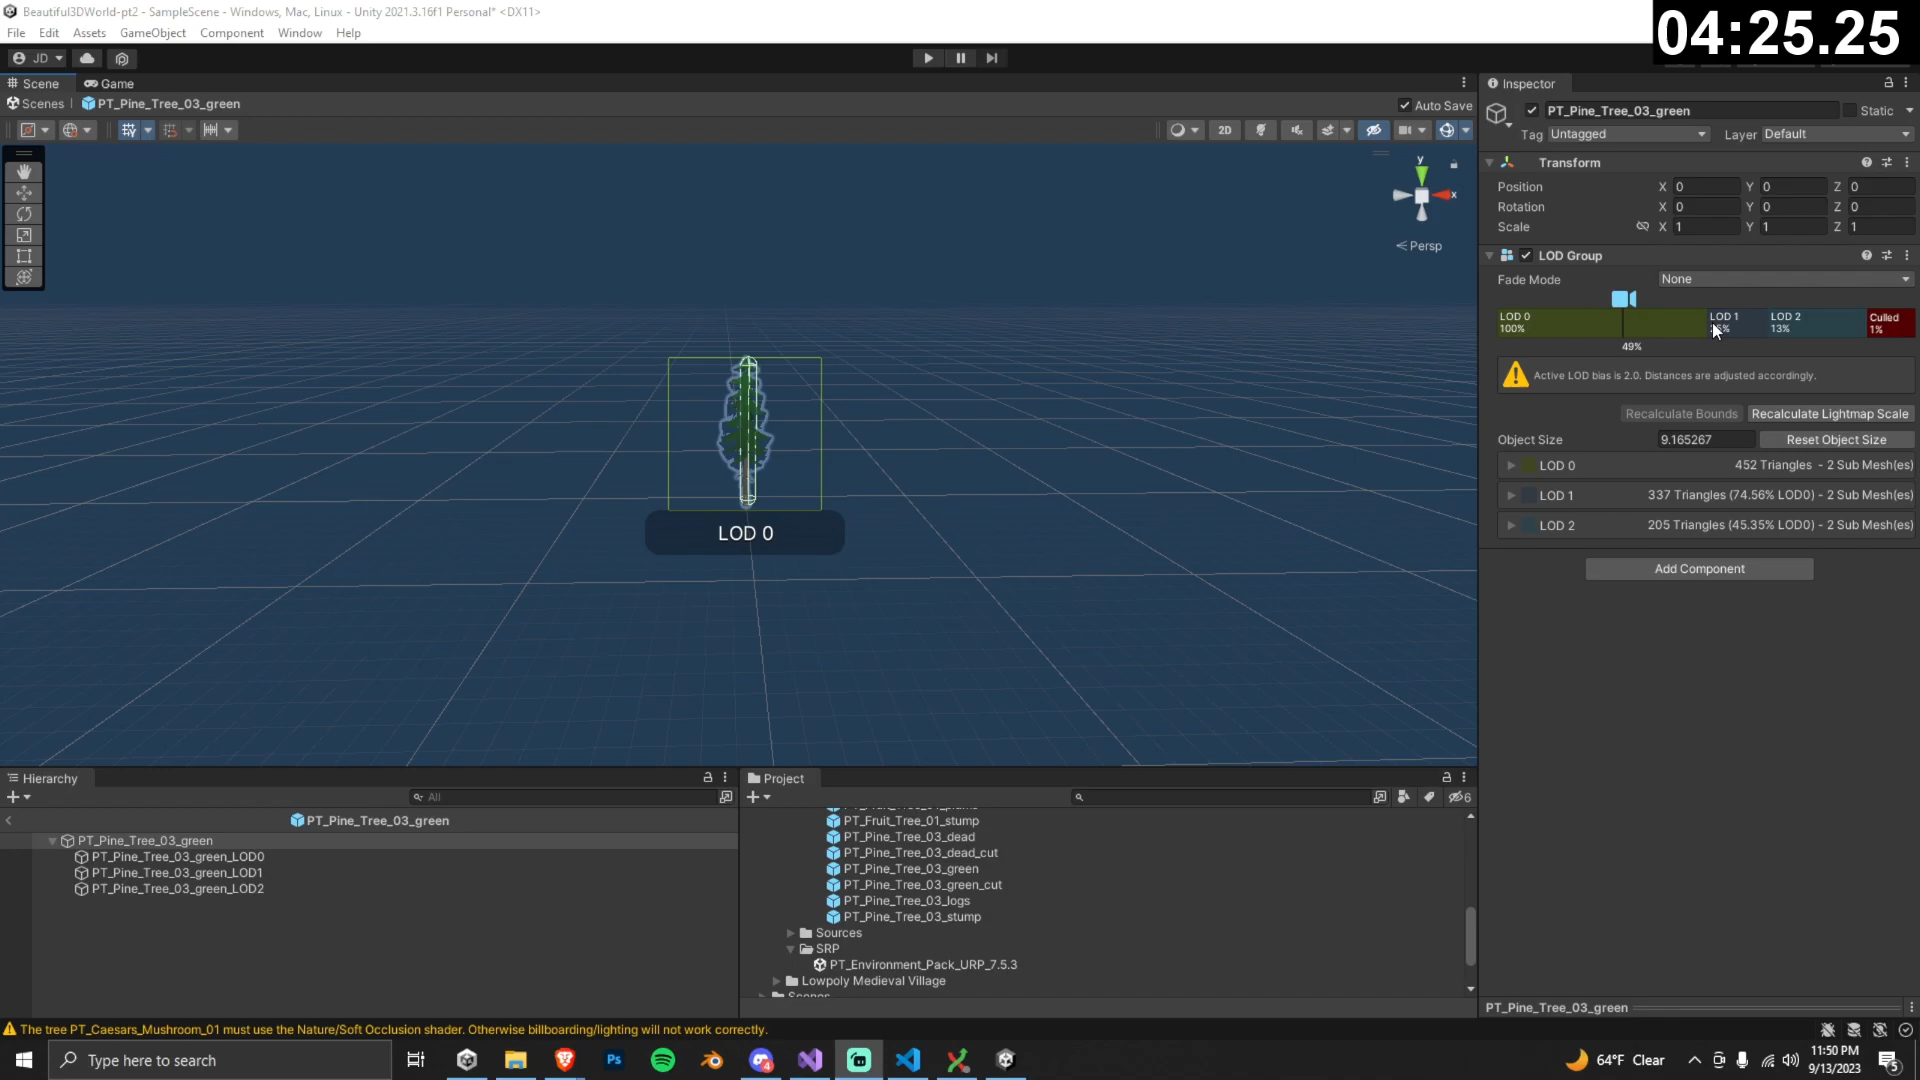 Beautiful3DWorld-pt2 - SampleScene - Windows, Mac, Linux - Unity 2021.3.16f1 Personal* <DX11>
04:25.25
File Edit Assets GameObject Component Window Help
JD
Scene Game
Inspector
Scenes PT_Pine_Tree_03_green
Auto Save
PT_Pine_Tree_03_green Static
2D
Tag Untagged Layer Default
Transform
Position X 0 Y 0 Z 0
Rotation X 0 Y 0 Z 0
Scale X 1 Y 1 Z 1
y
x
Persp
LOD Group
Fade Mode None
LOD 0
100%
LOD 1
LOD 2
13%
Culled
1%
49%
Active LOD bias is 2.0. Distances are adjusted accordingly.
Recalculate Bounds Recalculate Lightmap Scale
Object Size 9.165267 Reset Object Size
LOD 0 452 Triangles - 2 Sub Mesh(es)
LOD 1 337 Triangles (74.56% LOD0) - 2 Sub Mesh(es)
LOD 2 205 Triangles (45.35% LOD0) - 2 Sub Mesh(es)
Add Component
LOD 0
Hierarchy
All
PT_Pine_Tree_03_green
PT_Pine_Tree_03_green
PT_Pine_Tree_03_green_LOD0
PT_Pine_Tree_03_green_LOD1
PT_Pine_Tree_03_green_LOD2
Project
6
PT_Fruit_Tree_01_stump
PT_Pine_Tree_03_dead
PT_Pine_Tree_03_dead_cut
PT_Pine_Tree_03_green
PT_Pine_Tree_03_green_cut
PT_Pine_Tree_03_logs
PT_Pine_Tree_03_stump
Sources
SRP
PT_Environment_Pack_URP_7.5.3
Lowpoly Medieval Village
Scenes
PT_Pine_Tree_03_green
The tree PT_Caesars_Mushroom_01 must use the Nature/Soft Occlusion shader. Otherwise billboarding/lighting will not work correctly.
Type here to search
Ps
4
64°F Clear
11:50 PM
9/13/2023
5